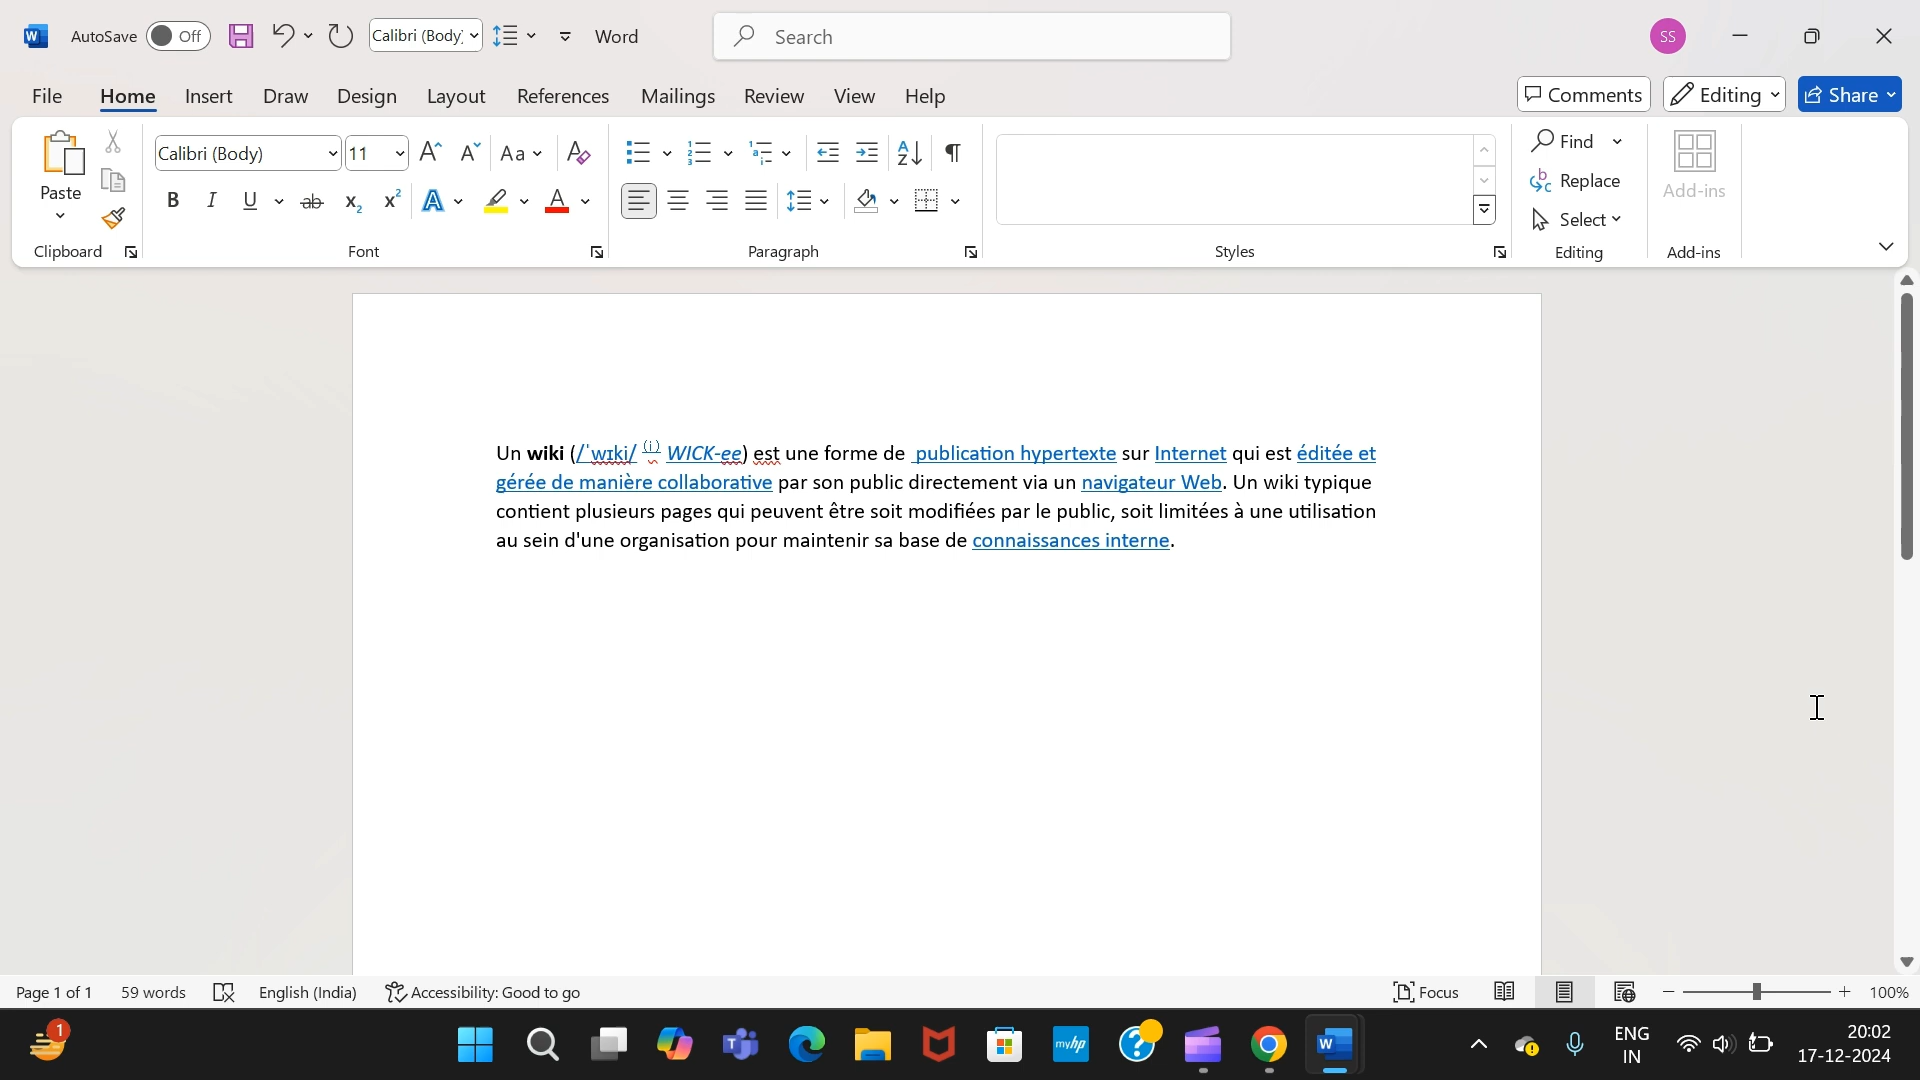 AutoSave Off Calibri (Body) Word Search SS
File Home Insert Draw Design Layout References Mailings Review View Help Comments Editing Share
Paste
Calibri (Body) 11
Find
Replace
Select
Add-ins
Clipboard Font Paragraph Styles Editing Add-ins
Un wiki (/ˈwɪki/ (i) WICK-ee) est une forme de publication hypertexte sur Internet qui est éditée et
gérée de manière collaborative par son public directement via un navigateur Web. Un wiki typique
contient plusieurs pages qui peuvent être soit modifiées par le public, soit limitées à une utilisation
au sein d'une organisation pour maintenir sa base de connaissances interne.
Page 1 of 1 59 words English (India) Accessibility: Good to go Focus 100%
1 myhp ENG 20:02
IN 17-12-2024